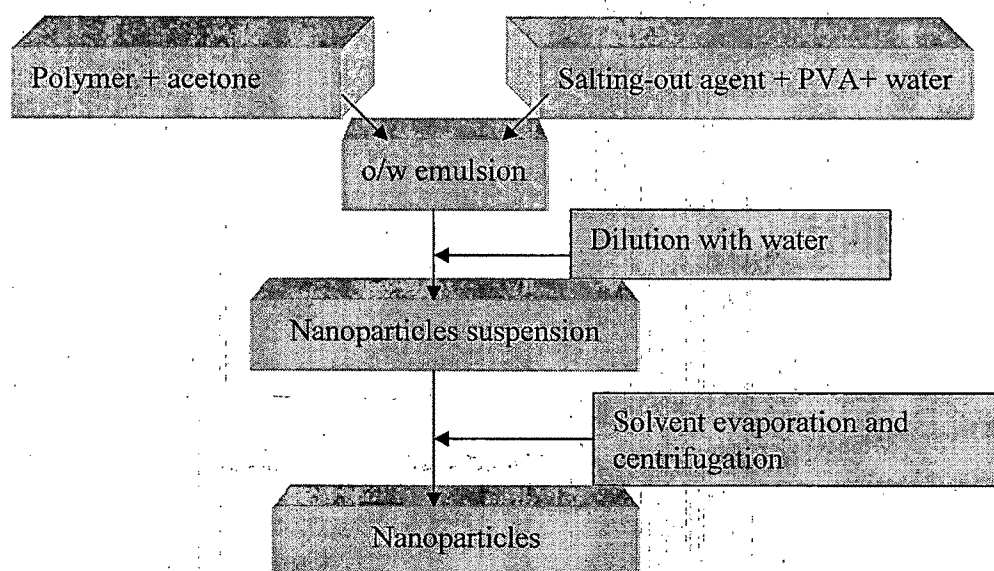 Polymer + acetone
Salting-out agent + PVA+ water
o/w emulsion
Dilution with water
Nanoparticles suspension
Solvent evaporation and
centrifugation
Nanoparticles